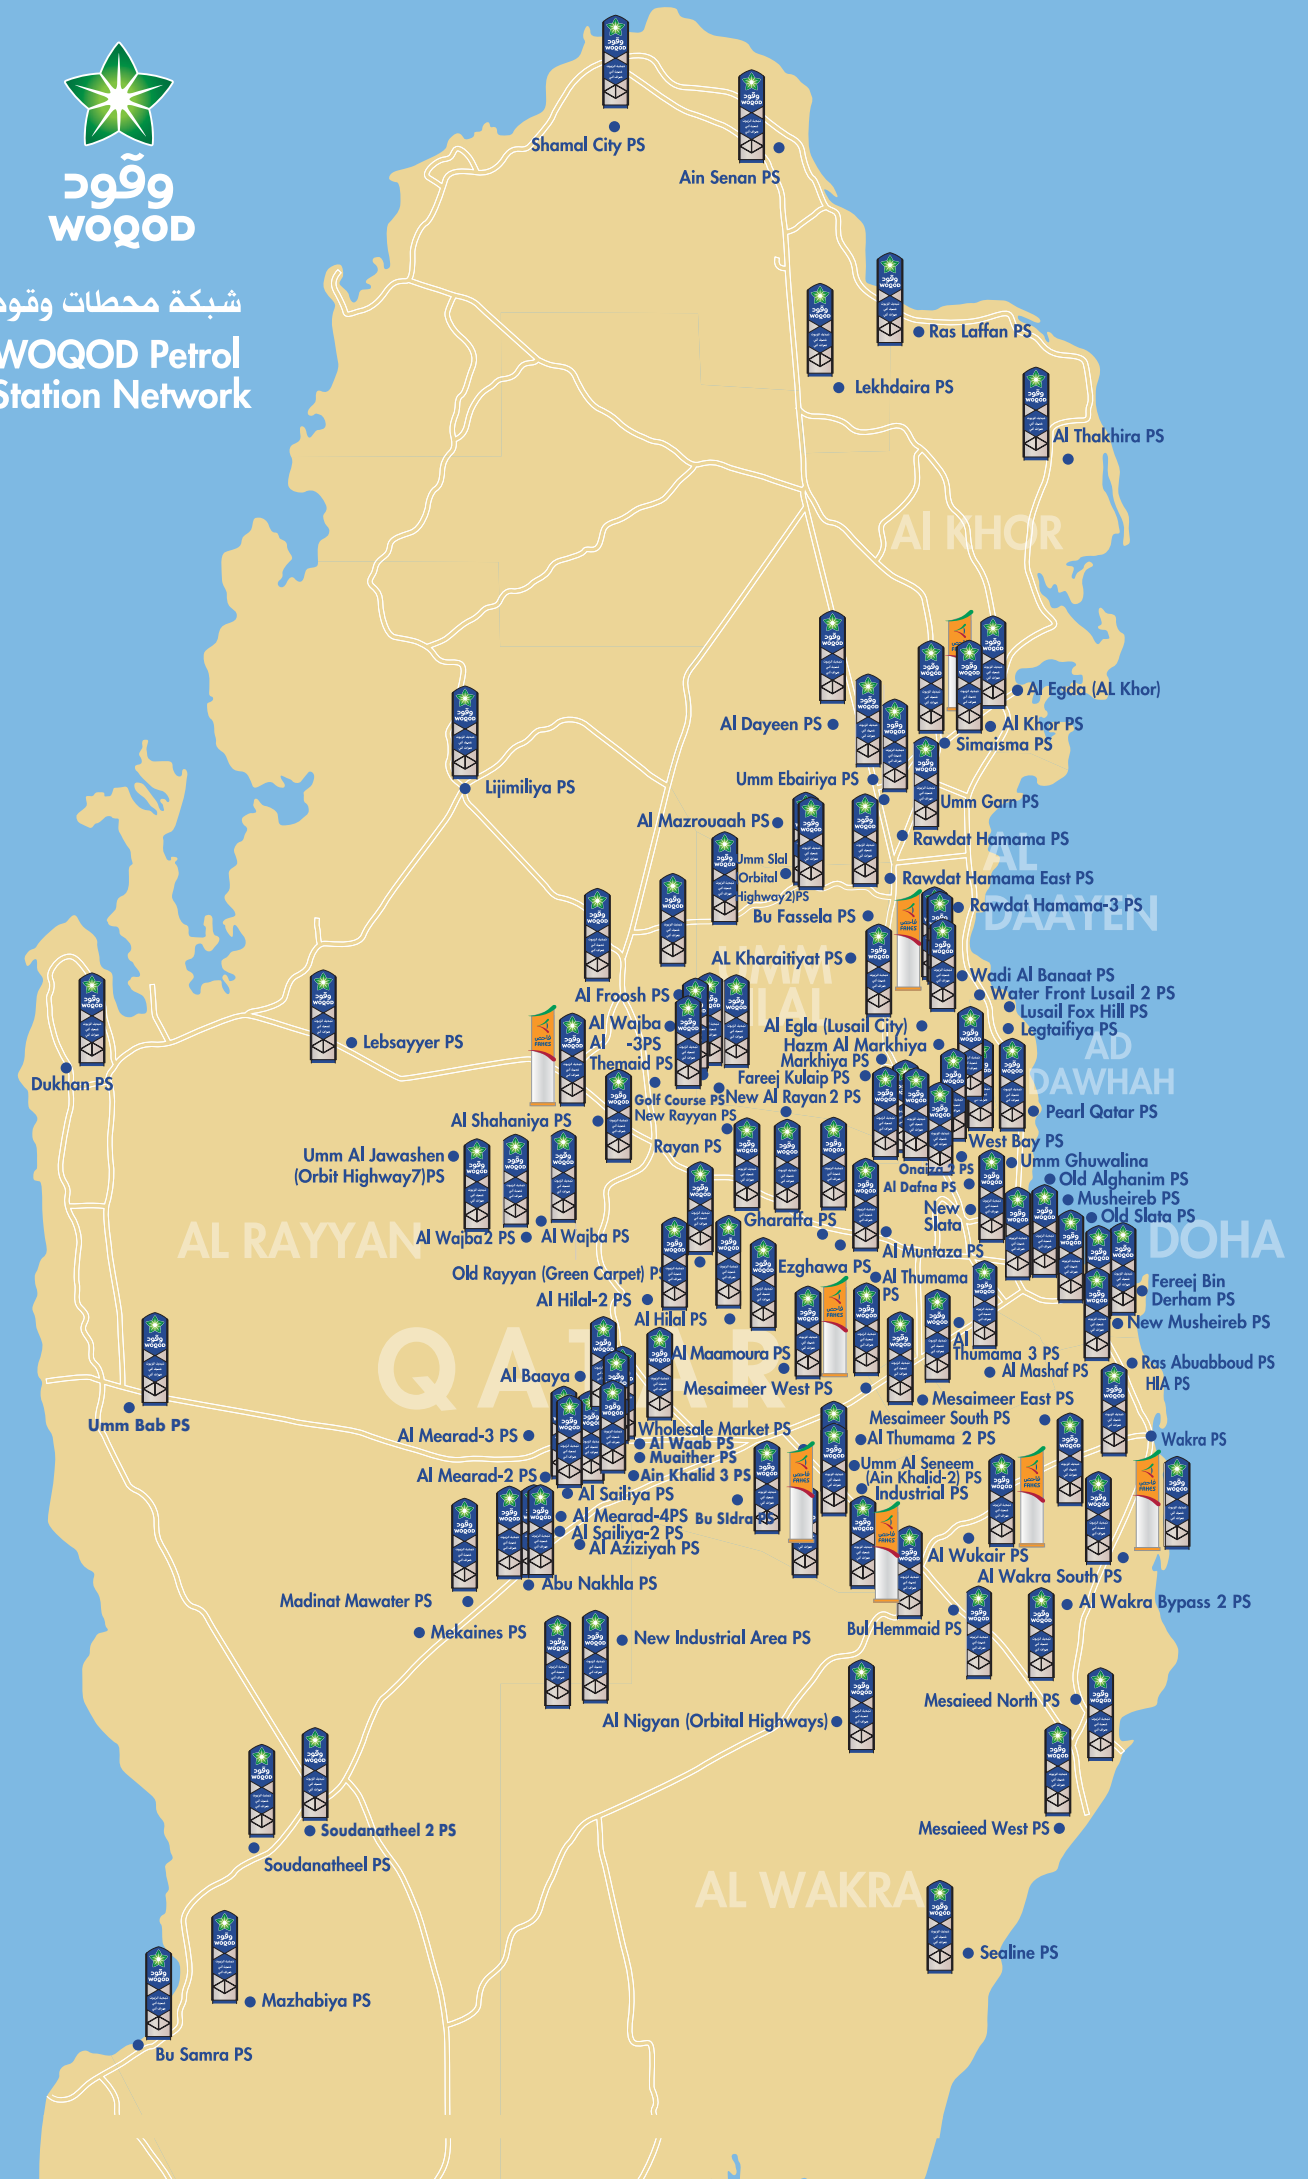 وقود
WOQOD
شبكة محطات وقود
WOQOD Petrol
Station Network
Shamal City PS
Ain Senan PS
Ras Laffan PS
Lekhdaira PS
Al Thakhira PS
Al KHOR
Al Egda (AL Khor)
Al Dayeen PS
Al Khor PS
Simaisma PS
Lijimiliya PS
Umm Ebairiya PS
Umm Garn PS
Al Mazrouaah PS
Rawdat Hamama PS
AL
DAAYEN
Umm Slal
Orbital
Highway2)PS
Rawdat Hamama East PS
Rawdat Hamama-3 PS
Bu Fassela PS
UMM
SLAL
AL Kharaitiyat PS
Wadi Al Banaat PS
Al Froosh PS
Water Front Lusail 2 PS
Lusail Fox Hill PS
Legtaifiya PS
Al Wajba
Al -3PS
Themaid PS
Al Egla (Lusail City)
Hazm Al Markhiya
Markhiya PS
Lebsayyer PS
AD
DAWHAH
Dukhan PS
Fareej Kulaip PS
Golf Course PS
New Al Rayan 2 PS
New Rayyan PS
Pearl Qatar PS
Al Shahaniya PS
Rayan PS
West Bay PS
Umm Al Jawashen
(Orbit Highway7)PS
Onaiza 2 PS
Umm Ghuwalina
Old Alghanim PS
Al Dafna PS
Musheireb PS
New
Slata
Old Slata PS
AL RAYYAN
Al Wajba2 PS
Al Wajba PS
Gharaffa PS
Al Muntaza PS
DOHA
Old Rayyan (Green Carpet) PS
Ezghawa PS
Al Thumama
PS
Fereej Bin
Derham PS
Al Hilal-2 PS
Al Hilal PS
New Musheireb PS
QATAR
Al
Thumama 3 PS
Al Maamoura PS
Ras Abuabboud PS
HIA PS
Al Baaya
Al Mashaf PS
Mesaimeer West PS
Mesaimeer East PS
Umm Bab PS
Mesaimeer South PS
Al Mearad-3 PS
Wholesale Market PS
Al Waab PS
Muaither PS
Al Thumama 2 PS
Wakra PS
Al Mearad-2 PS
Ain Khalid 3 PS
Umm Al Seneem
(Ain Khalid-2) PS
Industrial PS
Al Sailiya PS
Al Mearad-4PS
Bu SIdra PS
Al Sailiya-2 PS
Al Aziziyah PS
Al Wukair PS
Al Wakra South PS
Abu Nakhla PS
Madinat Mawater PS
Al Wakra Bypass 2 PS
Mekaines PS
New Industrial Area PS
Bul Hemmaid PS
Mesaieed North PS
Al Nigyan (Orbital Highways)
Soudanatheel 2 PS
Mesaieed West PS
Soudanatheel PS
AL WAKRA
Sealine PS
Mazhabiya PS
Bu Samra PS